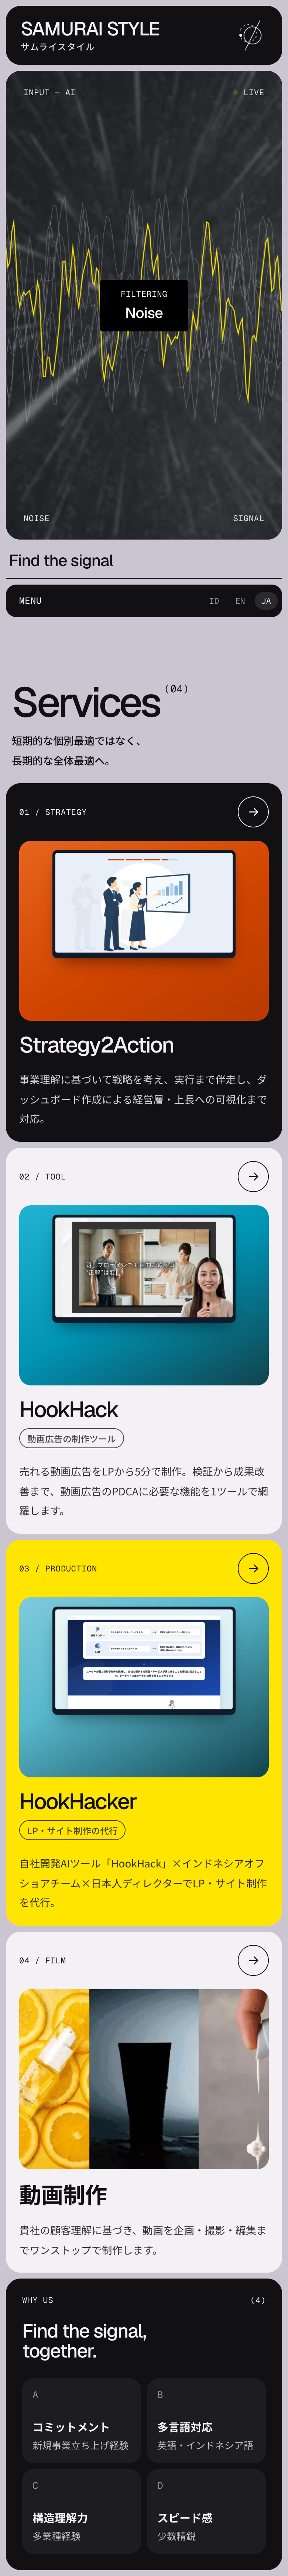 SAMURAI STYLE
サムライスタイル
INPUT — AI
LIVE
FILTERING
Noise
NOISE
SIGNAL
Find the signal
MENU
ID
EN
JA
Services
(04)
短期的な個別最適ではなく、
長期的な全体最適へ。
01 / STRATEGY
Strategy2Action
事業理解に基づいて戦略を考え、実行まで伴走し、ダ
ッシュボード作成による経営層・上長への可視化まで
対応。
02 / TOOL
HookHack
動画広告の制作ツール
売れる動画広告をLPから5分で制作。検証から成果改
善まで、動画広告のPDCAに必要な機能を1ツールで網
羅します。
03 / PRODUCTION
HookHacker
LP・サイト制作の代行
自社開発AIツール「HookHack」×インドネシアオフ
ショアチーム×日本人ディレクターでLP・サイト制作
を代行。
04 / FILM
動画制作
貴社の顧客理解に基づき、動画を企画・撮影・編集ま
でワンストップで制作します。
WHY US
(4)
Find the signal,
together.
A
コミットメント
新規事業立ち上げ経験
B
多言語対応
英語・インドネシア語
C
構造理解力
多業種経験
D
スピード感
少数精鋭